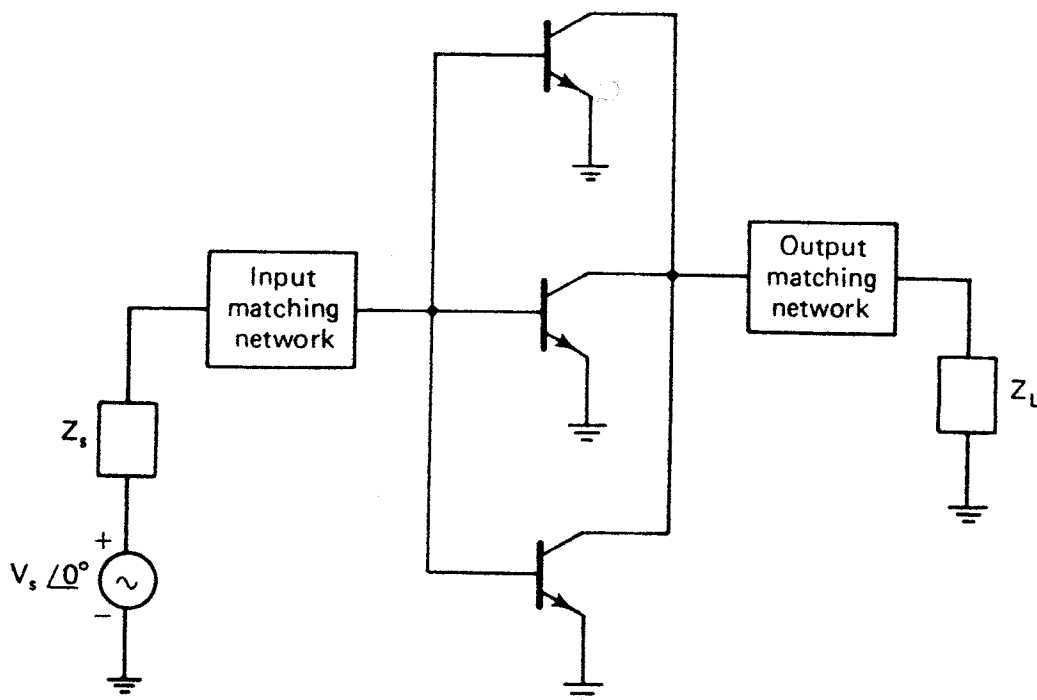 Input
matching
network
Output
matching
network
Z_s
Z_L
+
V_s ∠0°
−